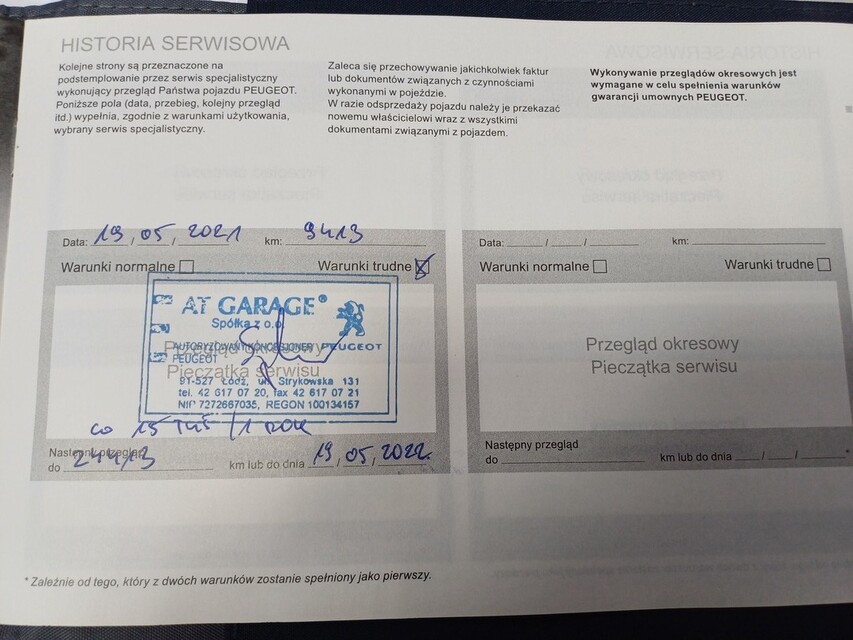 HISTORIA SERWISOWA
Kolejne strony są przeznaczone na
podstemplowanie przez serwis specjalistyczny
wykonujący przegląd Państwa pojazdu PEUGEOT.
Poniższe pola (data, przebieg, kolejny przegląd
itd.) wypełnia, zgodnie z warunkami użytkowania,
wybrany serwis specjalistyczny.
Zaleca się przechowywanie jakichkolwiek faktur
lub dokumentów związanych z czynnościami
wykonanymi w pojeździe.
W razie odsprzedaży pojazdu należy je przekazać
nowemu właścicielowi wraz z wszystkimi
dokumentami związanymi z pojazdem.
Wykonywanie przeglądów okresowych jest
wymagane w celu spełnienia warunków
gwarancji umownych PEUGEOT.
Data: 19 / 05 / 2021 km: 9413
Warunki normalne Warunki trudne
AT GARAGE®
Spółka z o.o.
AUTORYZOWANY KONCESJONER PEUGEOT
PEUGEOT
Przegląd okresowy
Pieczątka serwisu
91-527 Łódź, ul. Strykowska 131
tel. 42 617 07 20, fax 42 617 07 21
NIP 7272667035, REGON 100134157
co 15 tyś / 1 rok
Następny przegląd
do 24413 km lub do dnia 19 / 05 / 2022
Data: / / km:
Warunki normalne Warunki trudne
Przegląd okresowy
Pieczątka serwisu
Następny przegląd
do km lub do dnia / / *
* Zależnie od tego, który z dwóch warunków zostanie spełniony jako pierwszy.